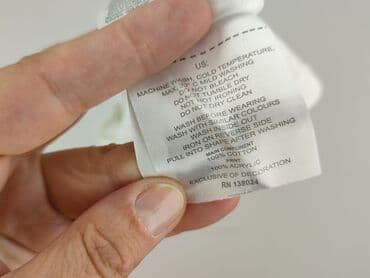 US:
MACHINE WASH, COLD TEMPERATURE,
MAX. 30°C MILD WASHING
DO NOT BLEACH
DO NOT TUMBLE DRY
NOT HOT IRONING
DO NOT DRY CLEAN
WASH BEFORE WEARING
WASH WITH SIMILAR COLOURS
WASH INSIDE OUT
IRON ON REVERSE SIDE
PULL INTO SHAPE AFTER WASHING
MAIN COMPONENT
100% COTTON
PRINT
100% ACRYLIC
EXCLUSIVE OF DECORATION
RN 138024